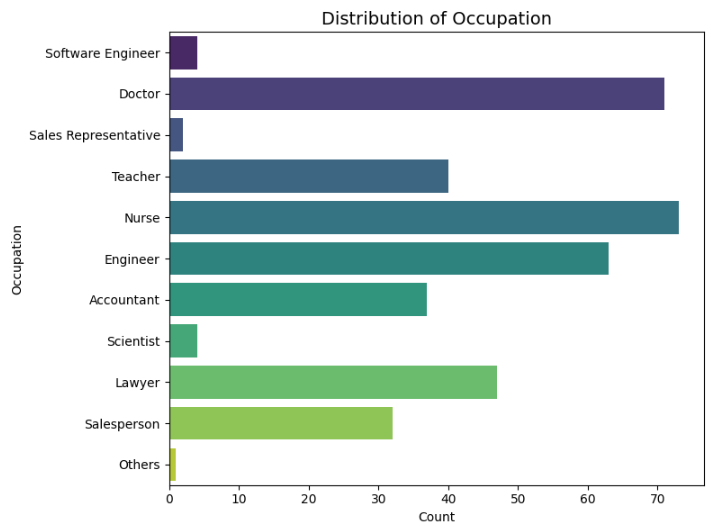 Distribution of Occupation
Software Engineer
Doctor
Sales Representative
Teacher
Nurse
Engineer
Accountant
Scientist
Lawyer
Salesperson
Others
Occupation
0 10 20 30 40 50 60 70
Count